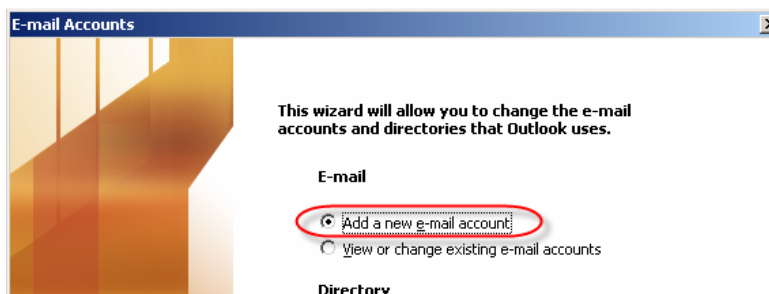 E-mail Accounts
This wizard will allow you to change the e-mail
accounts and directories that Outlook uses.
E-mail
Add a new e-mail account
View or change existing e-mail accounts
Directory